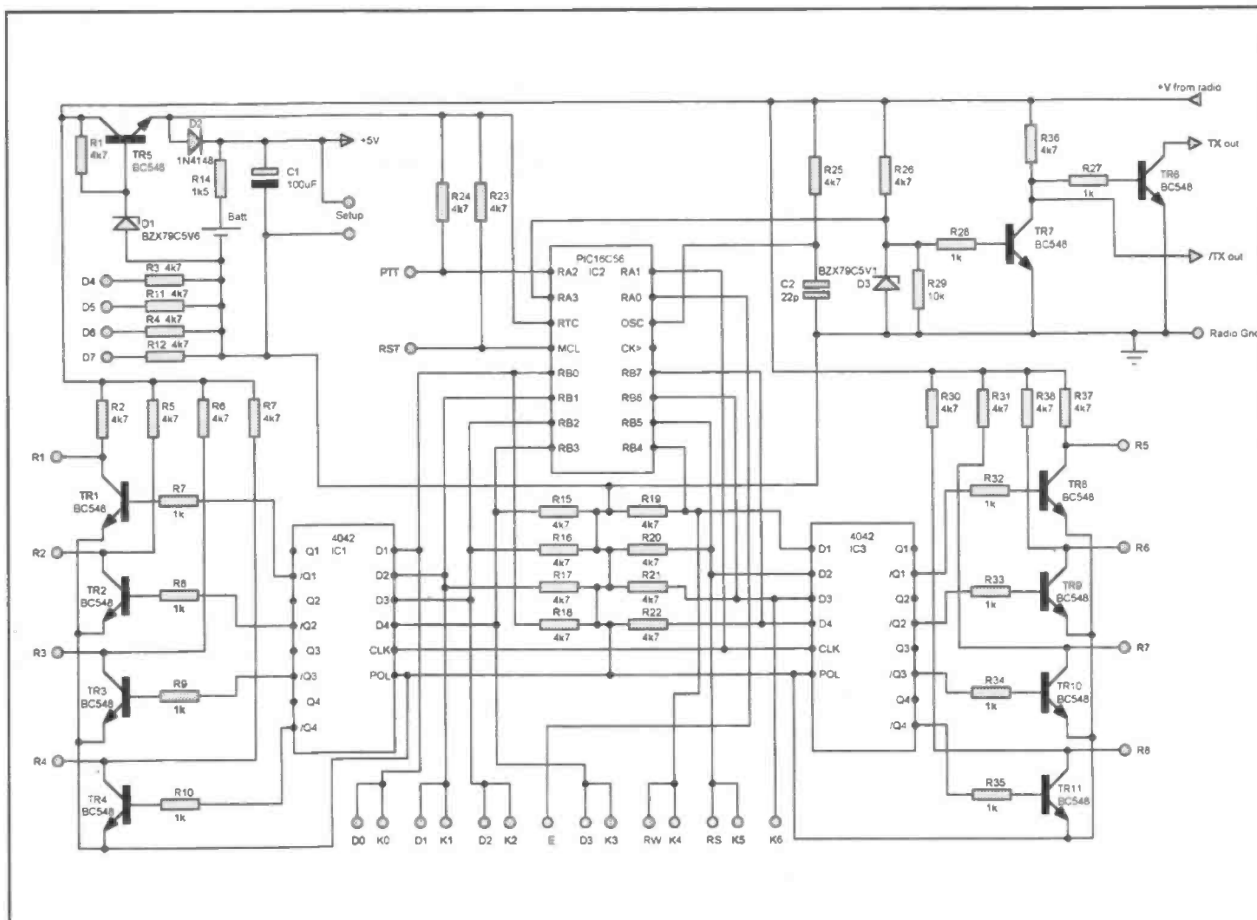 +V from radio
R1
4k7
TR5
BC548
D2
1N4148
R14
1k5
C1
100uF
+5V
Setup
D1
BZX79C5V6
Batt
D4
R3 4k7
D5
R11 4k7
D6
R4 4k7
D7
R12 4k7
R24
4k7
R23
4k7
PTT
RST
PIC16C56
IC2
RA2
RA3
RTC
MCL
RB0
RB1
RB2
RB3
RA1
RA0
OSC
CK>
RB7
RB6
RB5
RB4
R25
4k7
R26
4k7
C2
22p
BZX79C5V1
D3
R28
1k
R29
10k
R36
4k7
R27
1k
TR7
BC548
TR6
BC548
TX out
/TX out
Radio Gnd
R2
4k7
R5
4k7
R6
4k7
R7
4k7
R1
TR1
BC548
R7
1k
R2
TR2
BC548
R8
1k
R3
TR3
BC548
R9
1k
R4
TR4
BC548
R10
1k
4042
IC1
Q1
/Q1
Q2
/Q2
Q3
/Q3
Q4
/Q4
D1
D2
D3
D4
CLK
POL
R15
4k7
R16
4k7
R17
4k7
R18
4k7
R19
4k7
R20
4k7
R21
4k7
R22
4k7
4042
IC3
D1
D2
D3
D4
CLK
POL
Q1
/Q1
Q2
/Q2
Q3
/Q3
Q4
/Q4
R30
4k7
R31
4k7
R38
4k7
R37
4k7
R32
1k
TR8
BC548
R5
R33
1k
TR9
BC548
R6
R34
1k
TR10
BC548
R7
R35
1k
TR11
BC548
R8
D0 K0 D1 K1 D2 K2 E D3 K3 RW K4 RS K5 K6